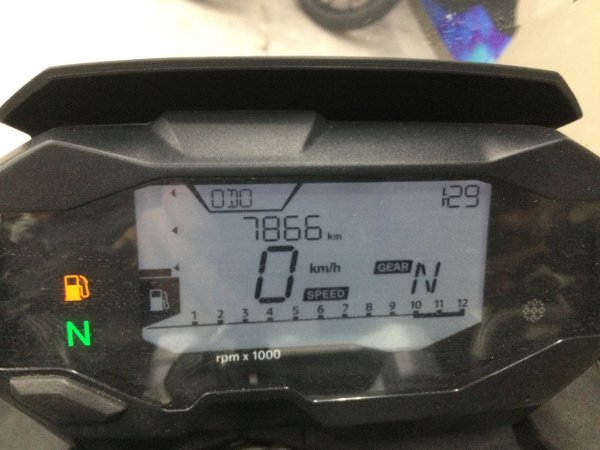 ODO 1:29
7866 km
0 km/h GEAR N
SPEED
1 2 3 4 5 6 7 8 9 10 11 12
N
rpm x 1000